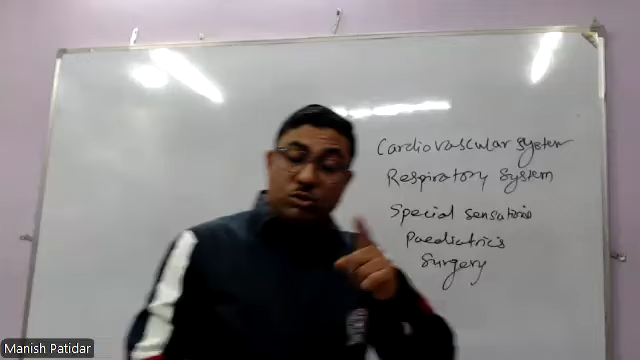 Cardiovascular System
Respiratory System
Special sensations
Paediatrics
Surgery
Manish Patidar